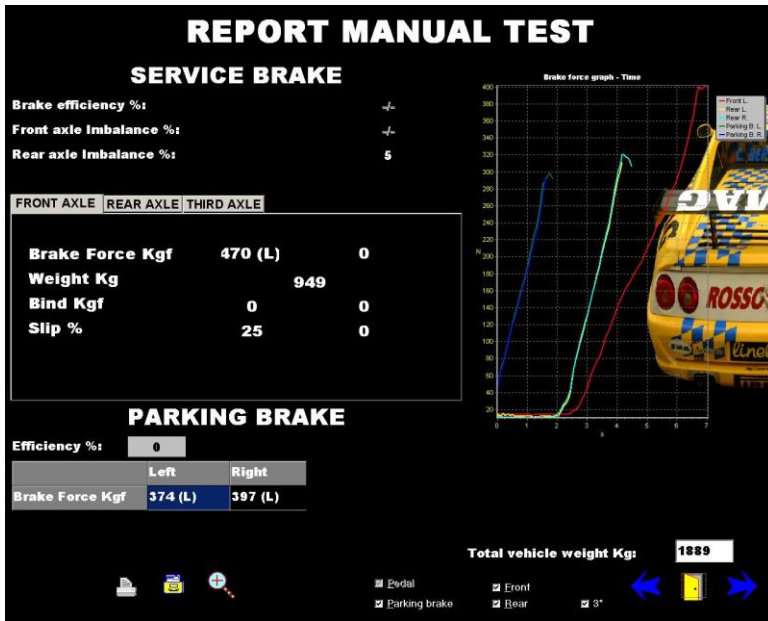 REPORT MANUAL TEST
SERVICE BRAKE
Brake efficiency %: -/-
Front axle Imbalance %: -/-
Rear axle Imbalance %: 5
FRONT AXLE REAR AXLE THIRD AXLE
Brake Force Kgf 470 (L) 0
Weight Kg 949
Bind Kgf 0 0
Slip % 25 0
PARKING BRAKE
Efficiency %: 0
Left Right
Brake Force Kgf 374 (L) 397 (L)
Brake force graph - Time
400
380
360
340
320
300
280
260
240
220
N 200
180
160
140
120
100
80
60
40
20
0 1 2 3 4 5 6 7
s
Front L.
Rear L.
Rear R.
Parking B. L.
Parking B. R.
ROSSO
line
Total vehicle weight Kg: 1889
Pedal Front
Parking brake Rear 3°